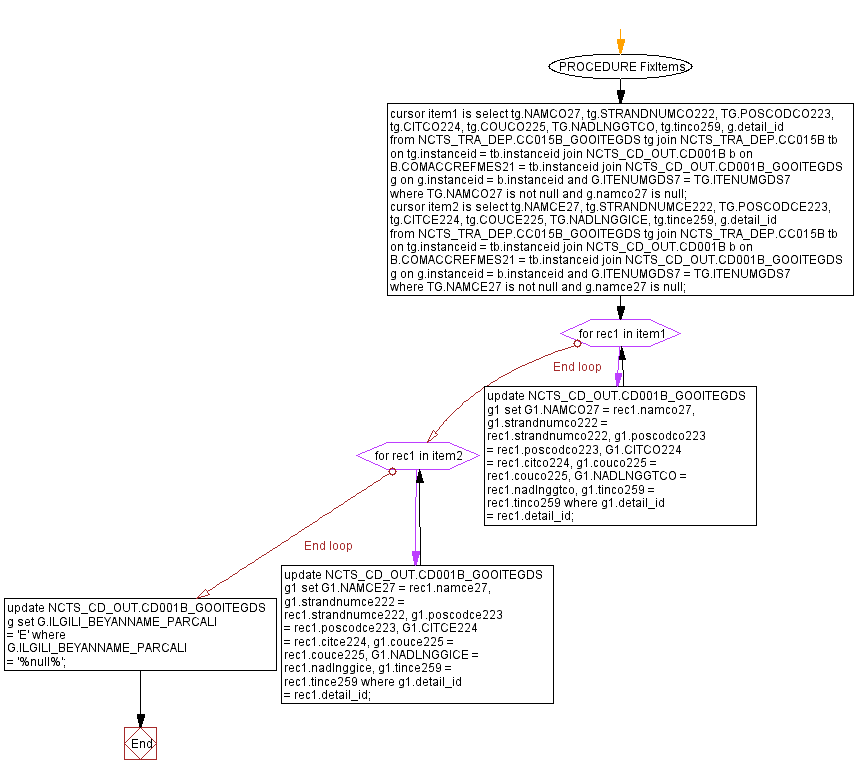 PROCEDURE FixItems
cursor item1 is select tg.NAMCO27, tg.STRANDNUMCO222, TG.POSCODCO223,
tg.CITCO224, tg.COUCO225, TG.NADLNGGTCO, tg.tinco259, g.detail_id
from NCTS_TRA_DEP.CC015B_GOOITEGDS tg join NCTS_TRA_DEP.CC015B tb
on tg.instanceid = tb.instanceid join NCTS_CD_OUT.CD001B b on
B.COMACCREFMES21 = tb.instanceid join NCTS_CD_OUT.CD001B_GOOITEGDS
g on g.instanceid = b.instanceid and G.ITENUMGDS7 = TG.ITENUMGDS7
where TG.NAMCO27 is not null and g.namco27 is null;
cursor item2 is select tg.NAMCE27, tg.STRANDNUMCE222, TG.POSCODCE223,
tg.CITCE224, tg.COUCE225, TG.NADLNGGICE, tg.tince259, g.detail_id
from NCTS_TRA_DEP.CC015B_GOOITEGDS tg join NCTS_TRA_DEP.CC015B tb
on tg.instanceid = tb.instanceid join NCTS_CD_OUT.CD001B b on
B.COMACCREFMES21 = tb.instanceid join NCTS_CD_OUT.CD001B_GOOITEGDS
g on g.instanceid = b.instanceid and G.ITENUMGDS7 = TG.ITENUMGDS7
where TG.NAMCE27 is not null and g.namce27 is null;
for rec1 in item1
End loop
update NCTS_CD_OUT.CD001B_GOOITEGDS
g1 set G1.NAMCO27 = rec1.namco27,
g1.strandnumco222 =
rec1.strandnumco222, g1.poscodco223
= rec1.poscodco223, G1.CITCO224
= rec1.citco224, g1.couco225 =
rec1.couco225, G1.NADLNGGTCO =
rec1.nadlnggtco, g1.tinco259 =
rec1.tinco259 where g1.detail_id
= rec1.detail_id;
for rec1 in item2
End loop
update NCTS_CD_OUT.CD001B_GOOITEGDS
g1 set G1.NAMCE27 = rec1.namce27,
g1.strandnumce222 =
rec1.strandnumce222, g1.poscodce223
= rec1.poscodce223, G1.CITCE224
= rec1.citce224, g1.couce225 =
rec1.couce225, G1.NADLNGGICE =
rec1.nadlnggice, g1.tince259 =
rec1.tince259 where g1.detail_id
= rec1.detail_id;
update NCTS_CD_OUT.CD001B_GOOITEGDS
g set G.ILGILI_BEYANNAME_PARCALI
= 'E' where
G.ILGILI_BEYANNAME_PARCALI
= '%null%';
End